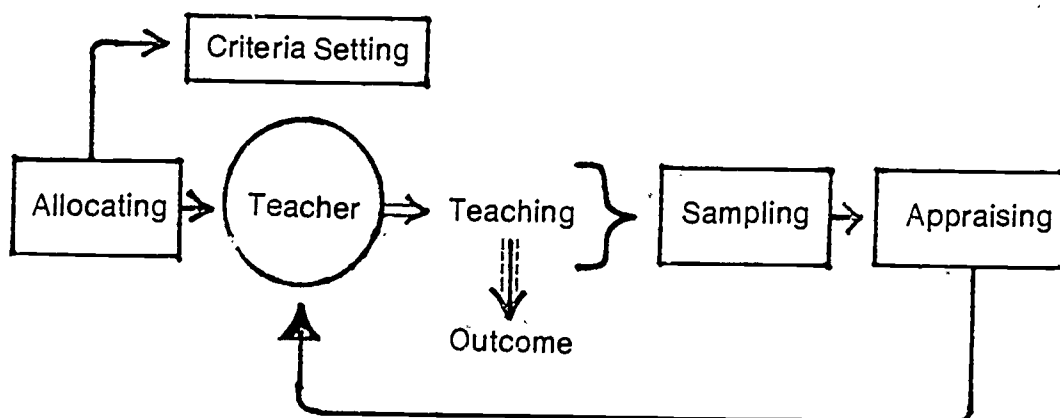 Criteria Setting
Allocating
Teacher
Teaching
Sampling
Appraising
Outcome